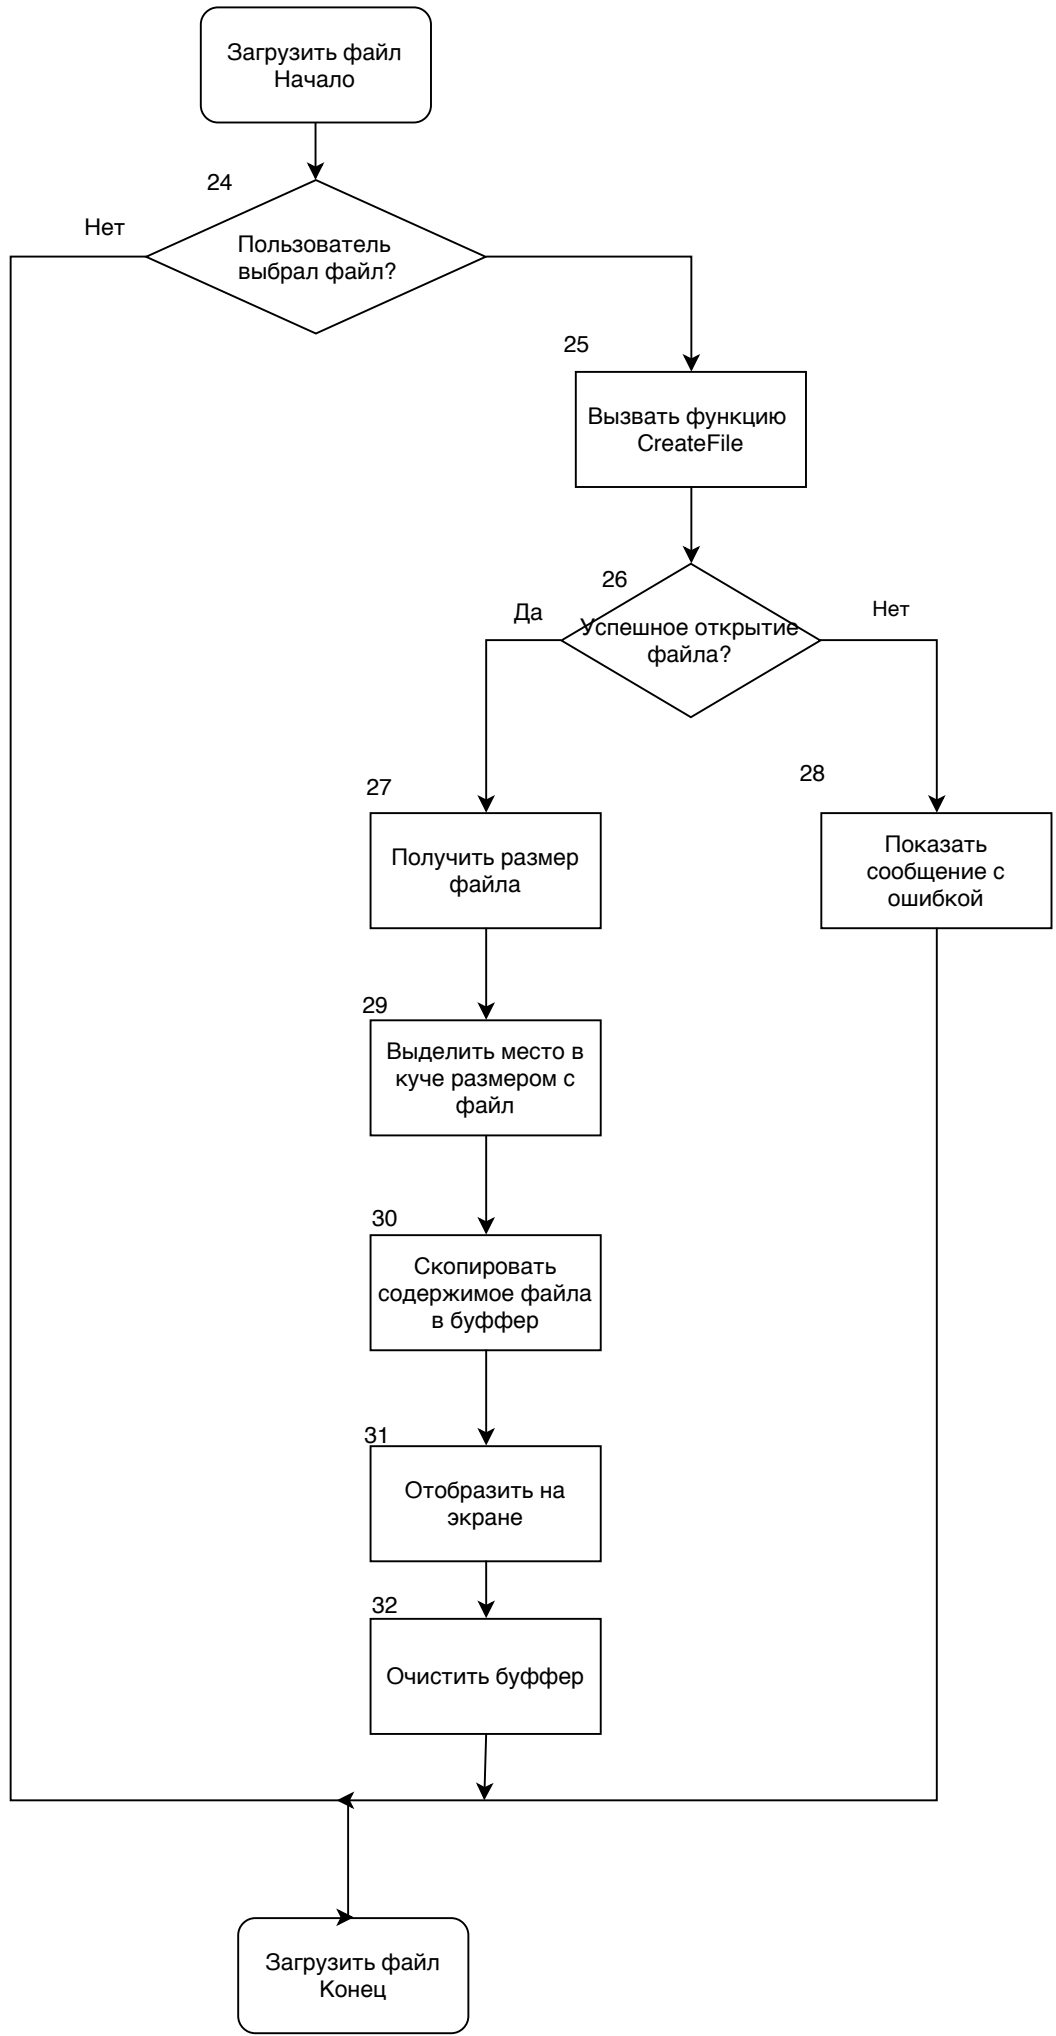 Загрузить файл
Начало
24
Нет
Пользователь
выбрал файл?
25
Вызвать функцию
CreateFile
26
Да
Успешное открытие
файла?
Нет
27
28
Получить размер
файла
Показать
сообщение с
ошибкой
29
Выделить место в
куче размером с
файл
30
Скопировать
содержимое файла
в буффер
31
Отобразить на
экране
32
Очистить буффер
Загрузить файл
Конец